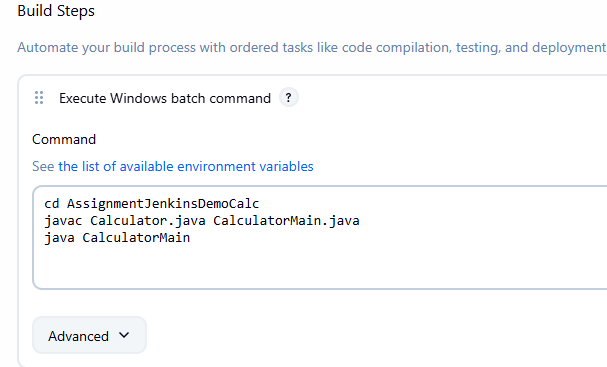 Build Steps
Automate your build process with ordered tasks like code compilation, testing, and deployment
Execute Windows batch command ?
Command
See the list of available environment variables
cd AssignmentJenkinsDemoCalc
javac Calculator.java CalculatorMain.java
java CalculatorMain
Advanced